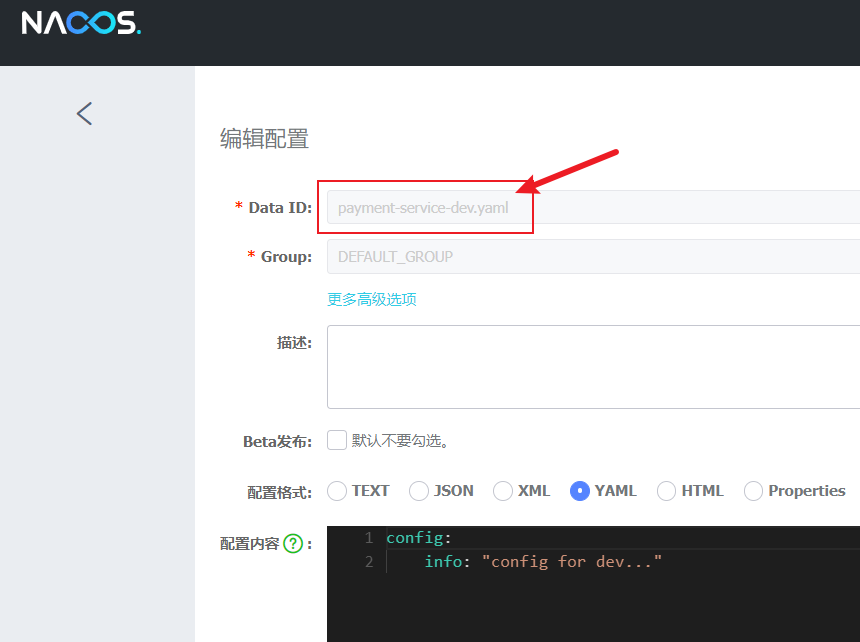 NACOS.
编辑配置
* Data ID: payment-service-dev.yaml
* Group: DEFAULT_GROUP
更多高级选项
描述:
Beta发布: 默认不要勾选。
配置格式: TEXT JSON XML YAML HTML Properties
配置内容 ? : 1 config:
2 info: "config for dev..."